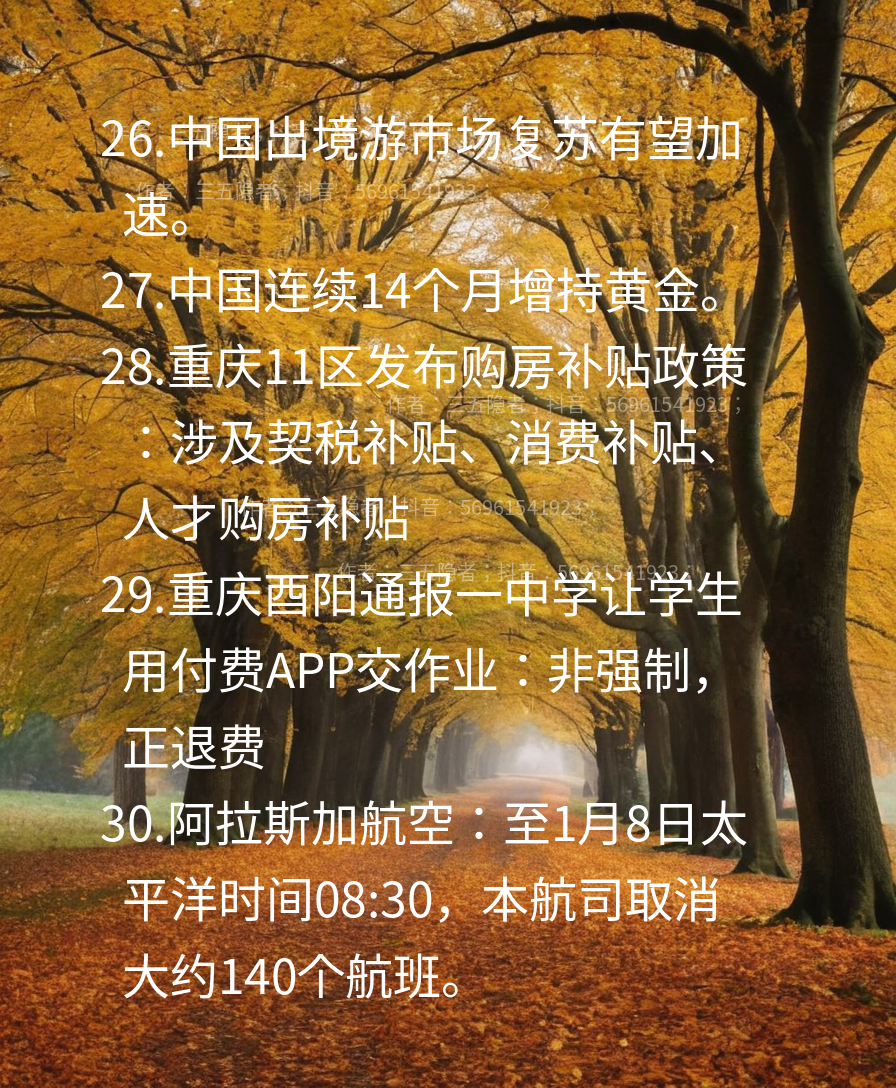 26.中国出境游市场复苏有望加
作者：三五隐者；抖音：56961541923；
速。
27.中国连续14个月增持黄金。
28.重庆11区发布购房补贴政策
作者：三五隐者；抖音：56961541923；
：涉及契税补贴、消费补贴、
作者：三五隐者；抖音：56961541923；
人才购房补贴
作者：三五隐者；抖音：56961541923；
29.重庆酉阳通报一中学让学生
用付费APP交作业：非强制，
正退费
30.阿拉斯加航空：至1月8日太
平洋时间08:30，本航司取消
大约140个航班。